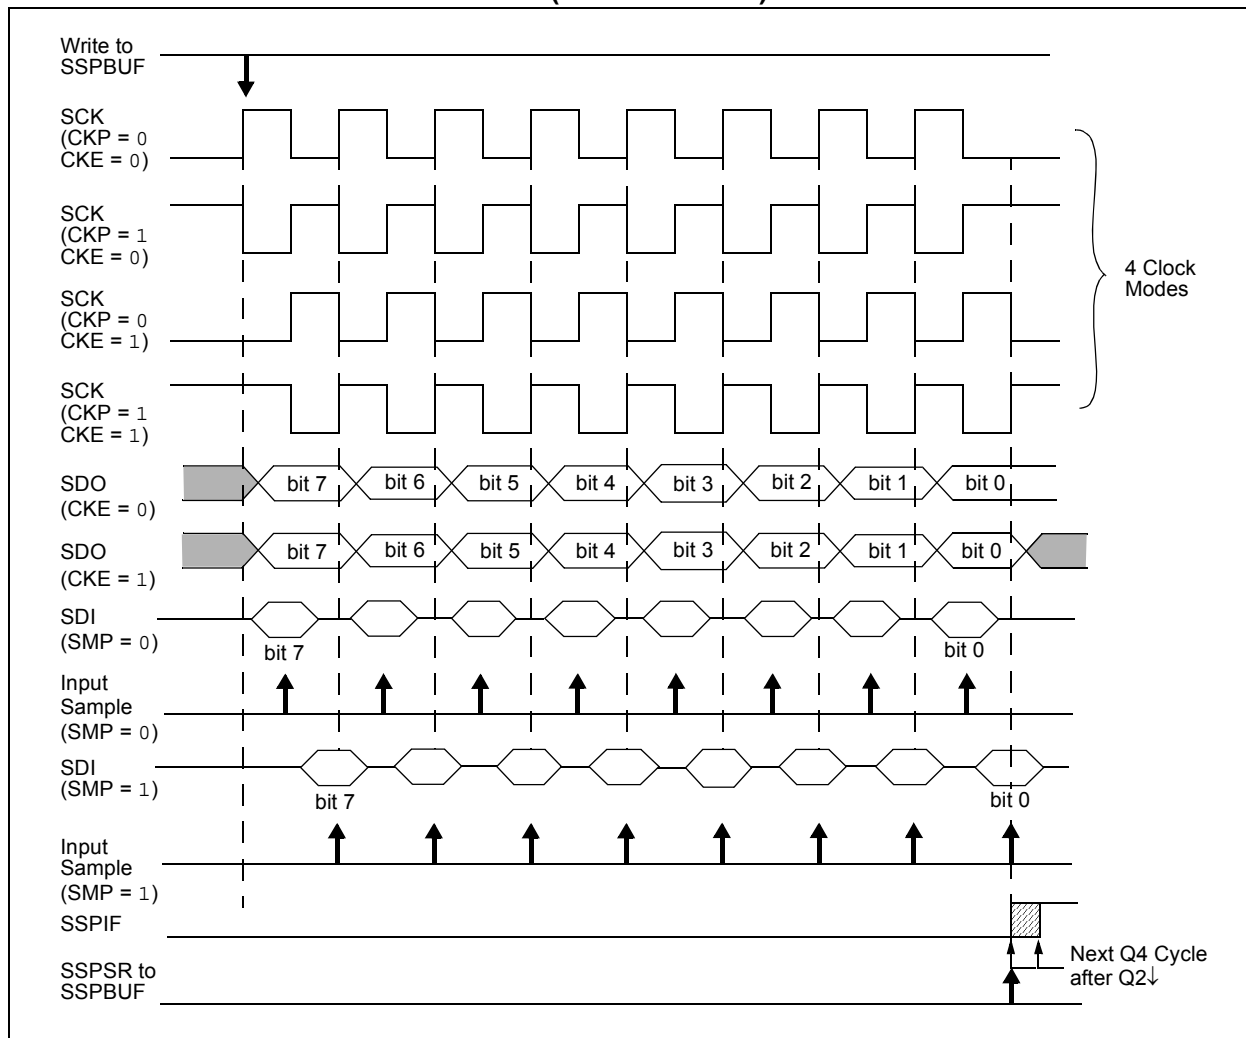 Write to
SSPBUF
SCK
(CKP = 0
CKE = 0)
SCK
(CKP = 1
CKE = 0)
SCK
(CKP = 0
CKE = 1)
SCK
(CKP = 1
CKE = 1)
4 Clock
Modes
SDO
(CKE = 0)
bit 7 bit 6 bit 5 bit 4 bit 3 bit 2 bit 1 bit 0
SDO
(CKE = 1)
bit 7 bit 6 bit 5 bit 4 bit 3 bit 2 bit 1 bit 0
SDI
(SMP = 0)
bit 7 bit 0
Input
Sample
(SMP = 0)
SDI
(SMP = 1)
bit 7 bit 0
Input
Sample
(SMP = 1)
SSPIF
SSPSR to
SSPBUF
Next Q4 Cycle
after Q2↓